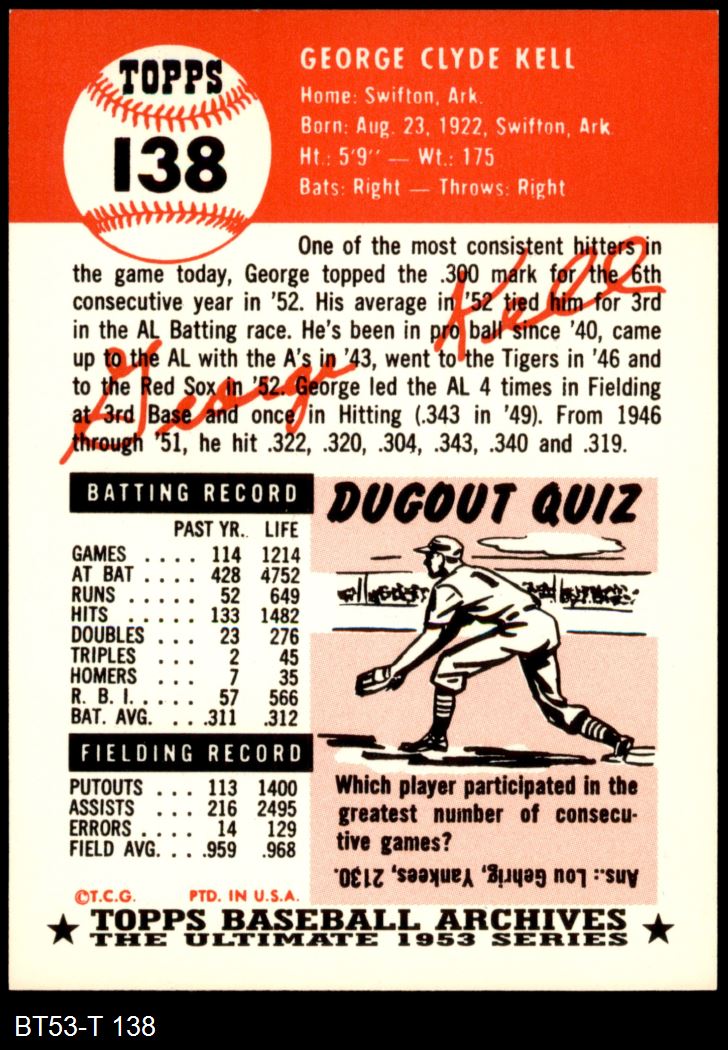 TOPPS
138
GEORGE CLYDE KELL
Home: Swifton, Ark.
Born: Aug. 23, 1922, Swifton, Ark.
Ht.: 5'9" — Wt.: 175
Bats: Right — Throws: Right
One of the most consistent hitters in
the game today, George topped the .300 mark for the 6th
consecutive year in '52. His average in '52 tied him for 3rd
in the AL Batting race. He's been in pro ball since '40, came
up to the AL with the A's in '43, went to the Tigers in '46 and
to the Red Sox in '52. George led the AL 4 times in Fielding
at 3rd Base and once in Hitting (.343 in '49). From 1946
through '51, he hit .322, .320, .304, .343, .340 and .319.
George Kell
BATTING RECORD
PAST YR. LIFE
GAMES .... 114 1214
AT BAT .... 428 4752
RUNS .... 52 649
HITS ..... 133 1482
DOUBLES ... 23 276
TRIPLES ... 2 45
HOMERS ... 7 35
R. B. I. .... 57 566
BAT. AVG. ... .311 .312
FIELDING RECORD
PUTOUTS ... 113 1400
ASSISTS ... 216 2495
ERRORS .... 14 129
FIELD AVG. ... .959 .968
DUGOUT QUIZ
Which player participated in the
greatest number of consecu-
tive games?
Ans.: Lou Gehrig, Yankees, 2130.
©T.C.G. PTD. IN U.S.A.
★ TOPPS BASEBALL ARCHIVES ★
THE ULTIMATE 1953 SERIES
BT53-T 138